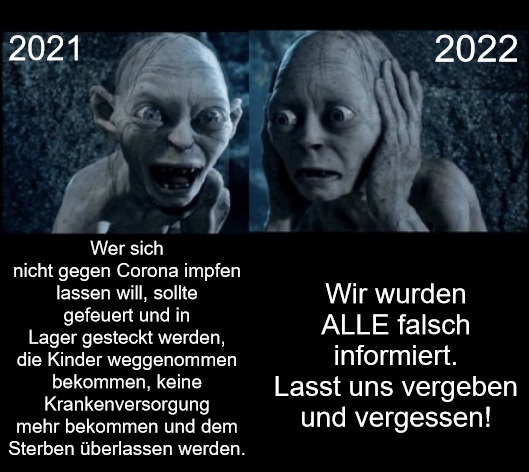 2021
2022
Wer sich
nicht gegen Corona impfen
lassen will, sollte
gefeuert und in
Lager gesteckt werden,
die Kinder weggenommen
bekommen, keine
Krankenversorgung
mehr bekommen und dem
Sterben überlassen werden.
Wir wurden
ALLE falsch
informiert.
Lasst uns vergeben
und vergessen!